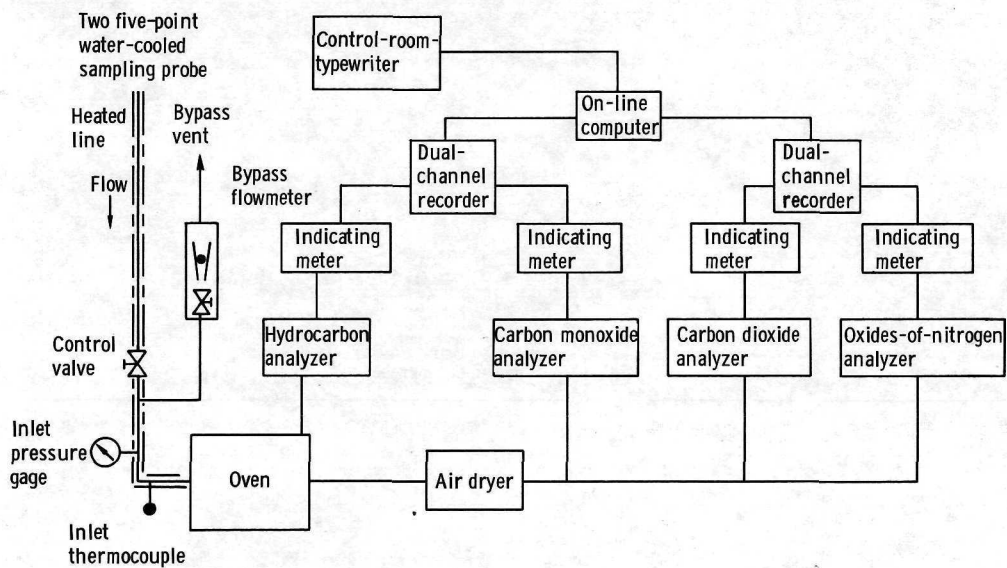 Two five-point
water-cooled
sampling probe
Control-room-
typewriter
Heated
line
Bypass
vent
On-line
computer
Flow
Bypass
flowmeter
Dual-
channel
recorder
Dual-
channel
recorder
Indicating
meter
Indicating
meter
Indicating
meter
Indicating
meter
Control
valve
Hydrocarbon
analyzer
Carbon monoxide
analyzer
Carbon dioxide
analyzer
Oxides-of-nitrogen
analyzer
Inlet
pressure
gage
Oven
Air dryer
Inlet
thermocouple